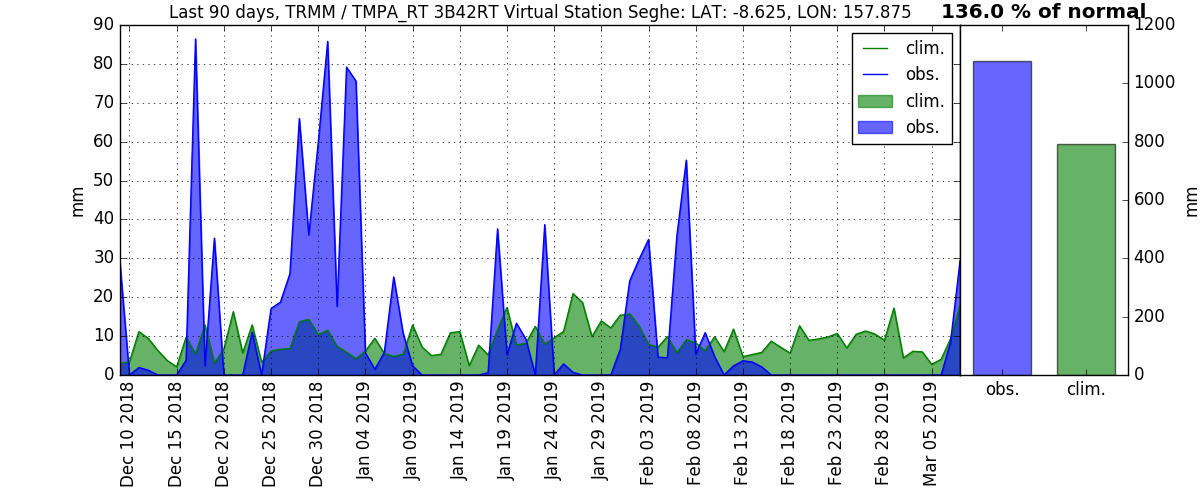 Last 90 days, TRMM / TMPA_RT 3B42RT Virtual Station Seghe: LAT: -8.625, LON: 157.875
136.0 % of normal
90
80
70
60
50
40
30
20
10
0
mm
clim.
obs.
clim.
obs.
1200
1000
800
600
400
200
0
mm
Dec 10 2018
Dec 15 2018
Dec 20 2018
Dec 25 2018
Dec 30 2018
Jan 04 2019
Jan 09 2019
Jan 14 2019
Jan 19 2019
Jan 24 2019
Jan 29 2019
Feb 03 2019
Feb 08 2019
Feb 13 2019
Feb 18 2019
Feb 23 2019
Feb 28 2019
Mar 05 2019
obs.
clim.